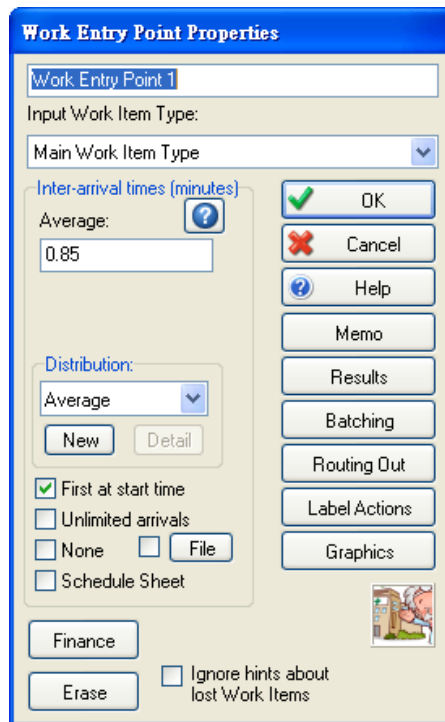 Work Entry Point Properties
Work Entry Point 1
Input Work Item Type:
Main Work Item Type
Inter-arrival times (minutes)
Average:
0.85
Distribution:
Average
New Detail
First at start time
Unlimited arrivals
None File
Schedule Sheet
OK
Cancel
Help
Memo
Results
Batching
Routing Out
Label Actions
Graphics
Finance
Erase
Ignore hints about
lost Work Items